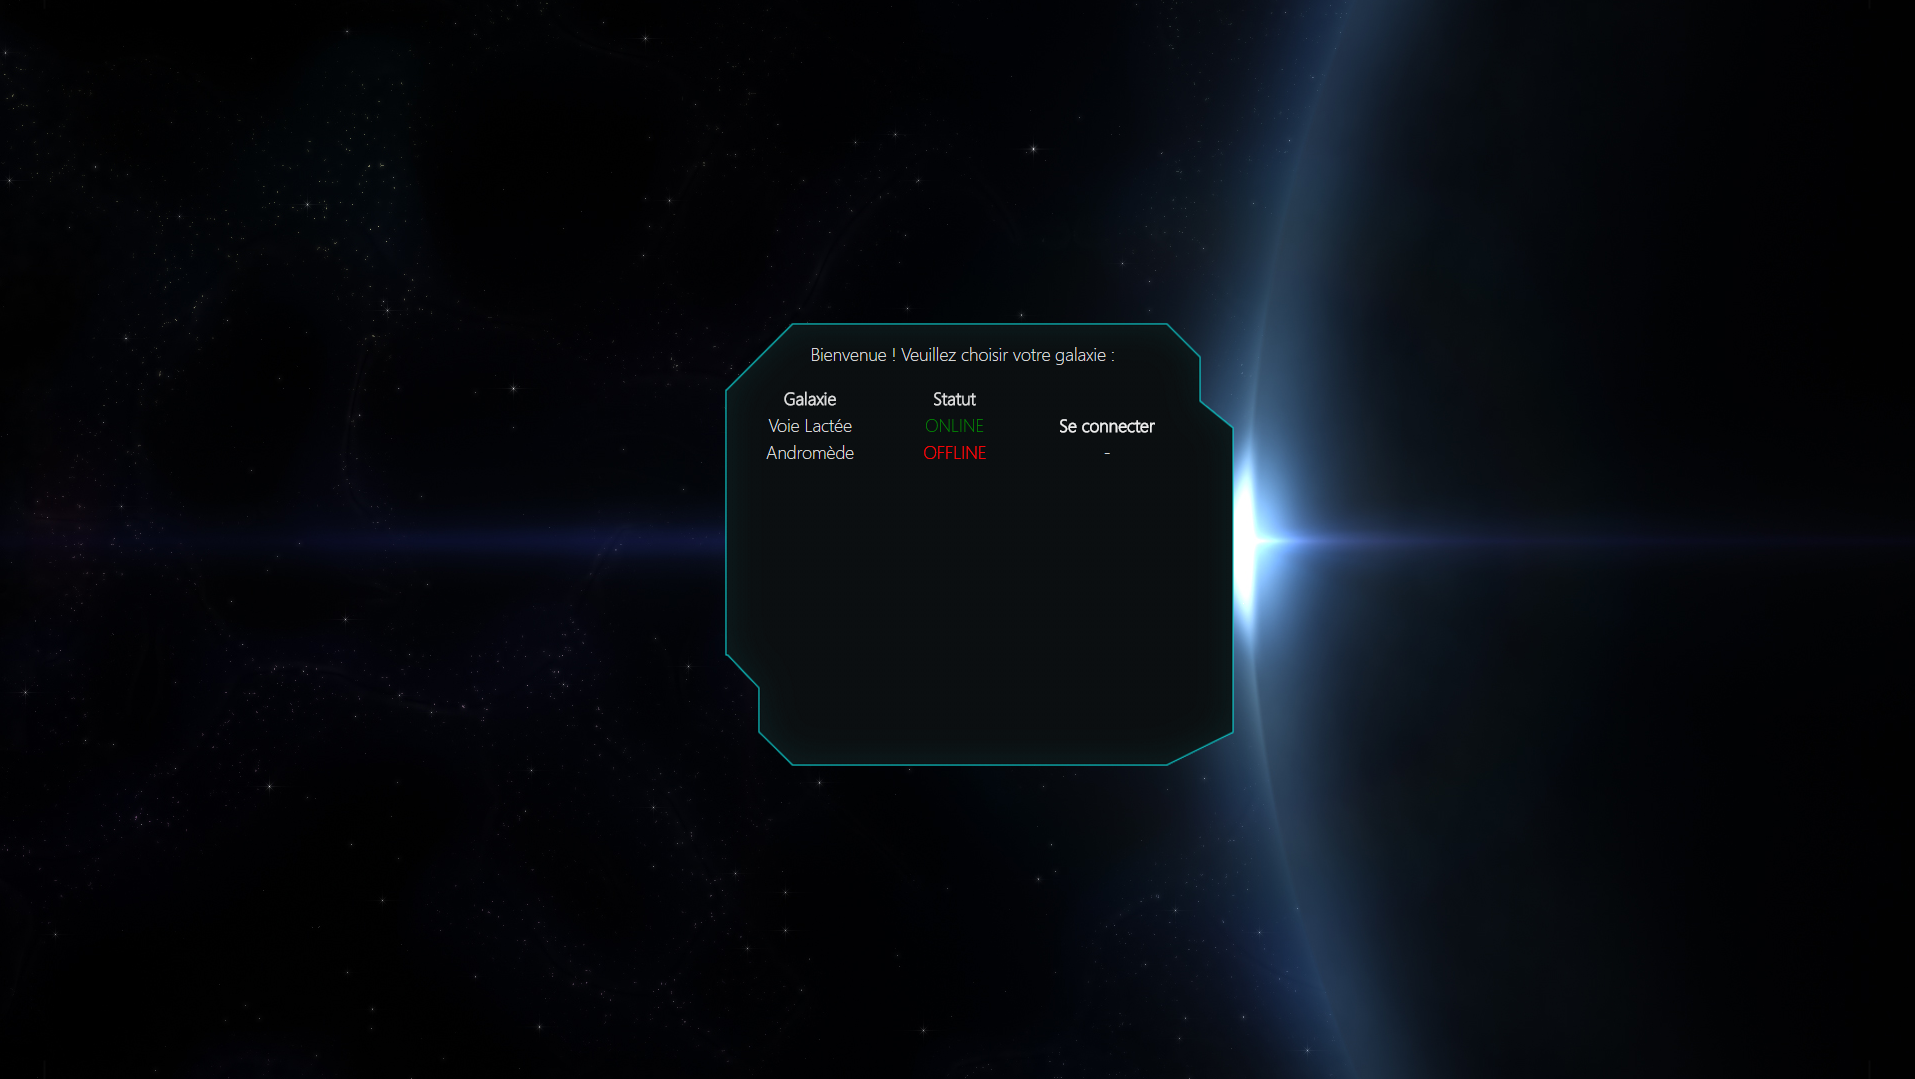 Bienvenue ! Veuillez choisir votre galaxie :
Galaxie Statut
Voie Lactée ONLINE Se connecter
Andromède OFFLINE -